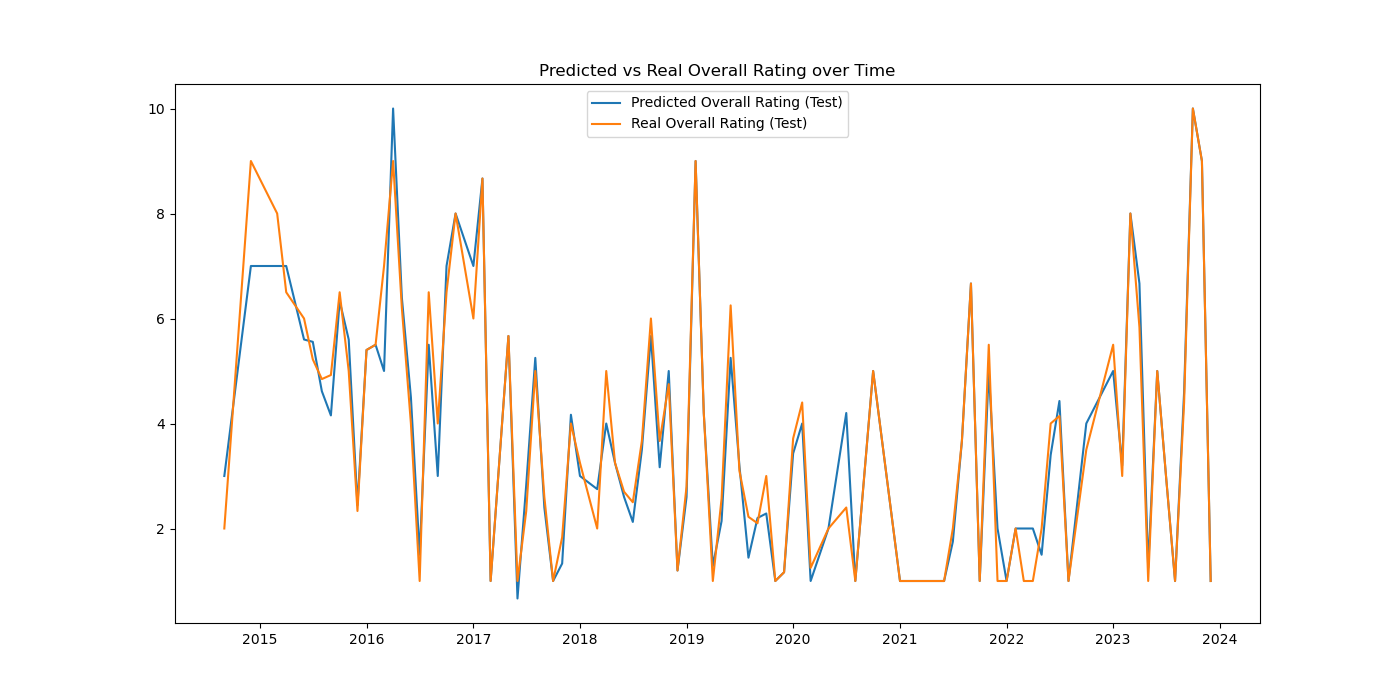 Predicted vs Real Overall Rating over Time
Predicted Overall Rating (Test)
Real Overall Rating (Test)
10
8
6
4
2
2015 2016 2017 2018 2019 2020 2021 2022 2023 2024